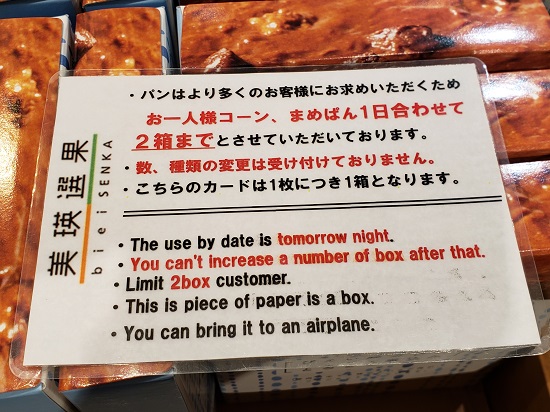 美瑛選果
biei SENKA
・パンはより多くのお客様にお求めいただくため
お一人様コーン、まめぱん1日合わせて
2箱までとさせていただいております。
・数、種類の変更は受け付けておりません。
・こちらのカードは1枚につき1箱となります。
・The use by date is tomorrow night.
・You can't increase a number of box after that.
・Limit 2box customer.
・This is piece of paper is a box.
・You can bring it to an airplane.